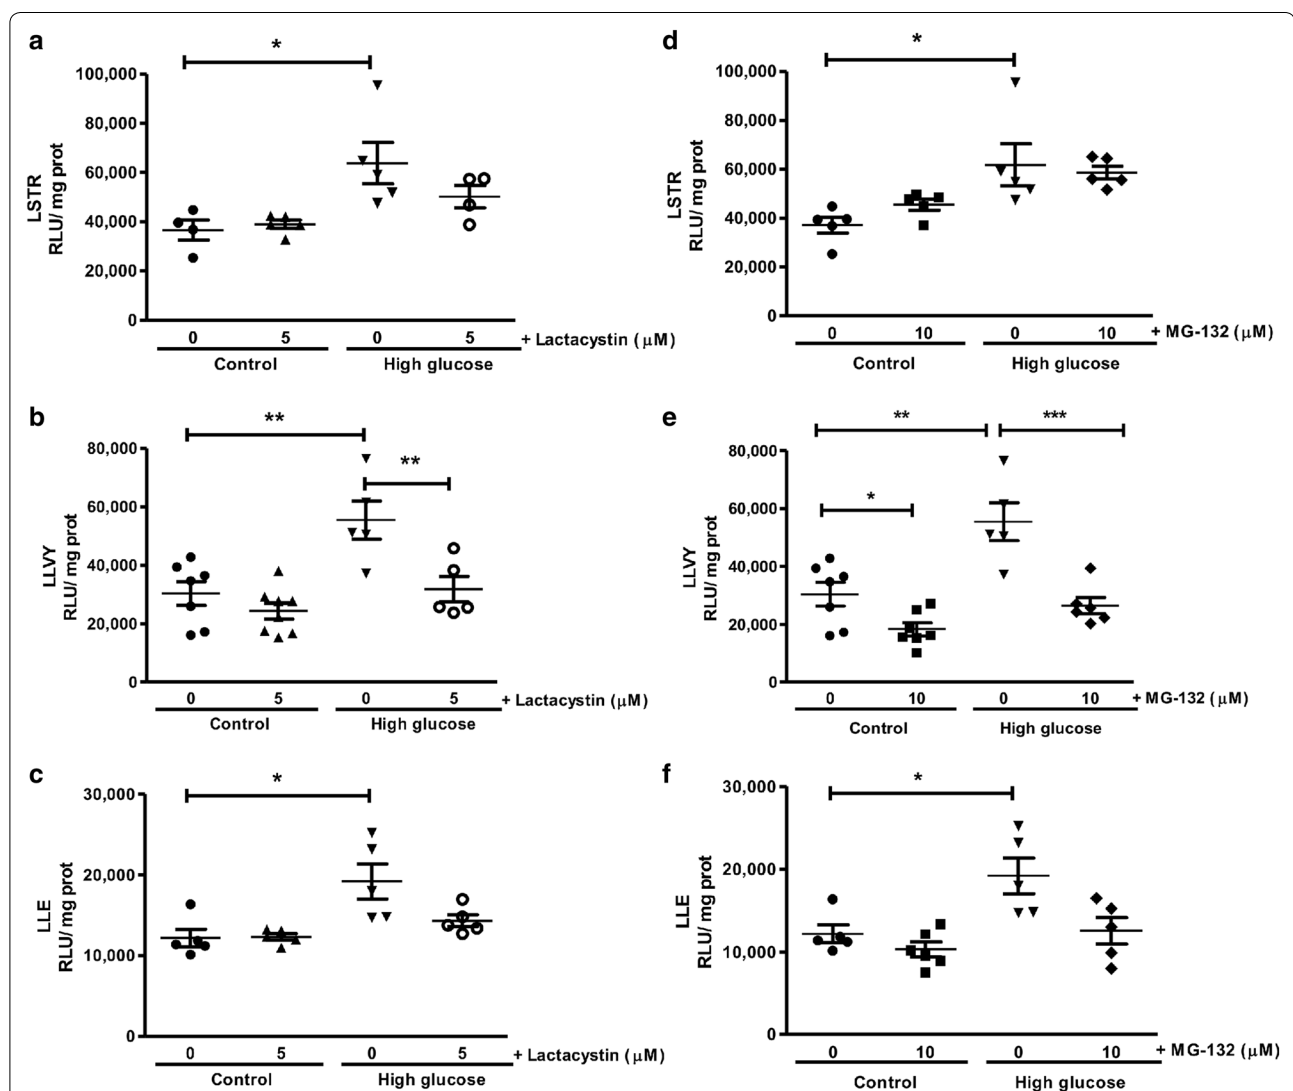 a
*
LSTR
RLU/ mg prot
100,000
80,000
60,000
40,000
20,000
0
0 5 0 5 + Lactacystin ( μM)
Control High glucose
d
*
LSTR
RLU/ mg prot
100,000
80,000
60,000
40,000
20,000
0
0 10 0 10 + MG-132 (μM)
Control High glucose
b
**
**
LLVY
RLU/ mg prot
80,000
60,000
40,000
20,000
0
0 5 0 5 + Lactacystin (μM)
Control High glucose
e
** ***
*
LLVY
RLU/ mg prot
80,000
60,000
40,000
20,000
0
0 10 0 10 + MG-132 ( μM)
Control High glucose
c
*
LLE
RLU/ mg prot
30,000
20,000
10,000
0
0 5 0 5 + Lactacystin (μM)
Control High glucose
f
*
LLE
RLU/ mg prot
30,000
20,000
10,000
0
0 10 0 10 + MG-132 (μM)
Control High glucose